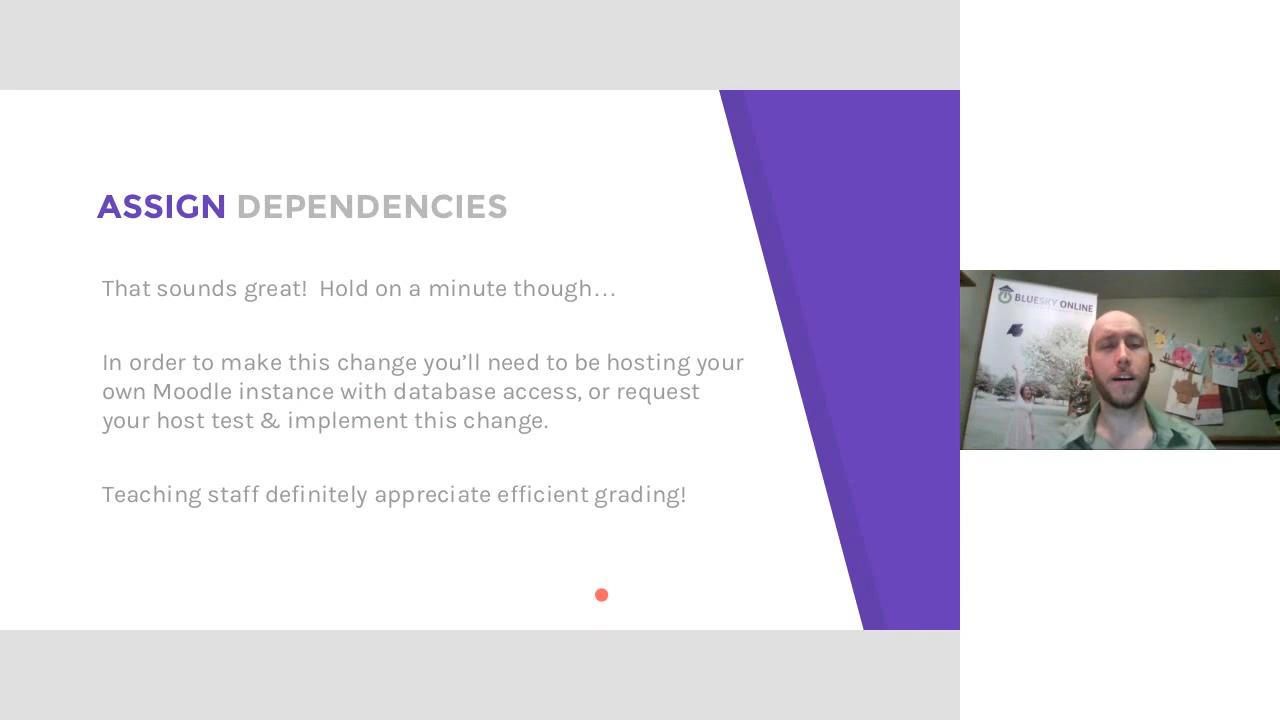 ASSIGN DEPENDENCIES
That sounds great!  Hold on a minute though…
In order to make this change you’ll need to be hosting your
own Moodle instance with database access, or request
your host test & implement this change.
Teaching staff definitely appreciate efficient grading!
BLUESKY ONLINE